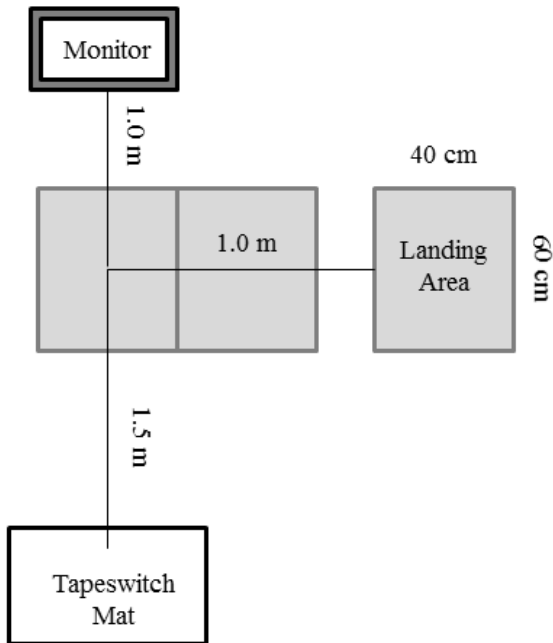 Monitor
1.0 m
40 cm
1.0 m
Landing
Area
60 cm
1.5 m
Tapeswitch
Mat